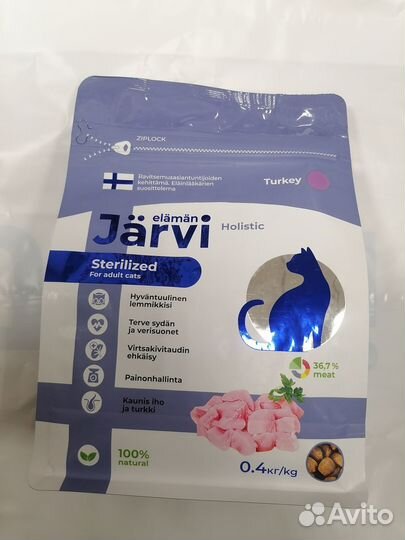 ZIPLOCK
Ravitsemusasiantuntijoiden
kehittämä. Eläinlääkärien
suosittelema
Turkey
elämän
Järvi
Holistic
Sterilized
For adult cats
Hyväntuulinen
lemmikkisi
Terve sydän
ja verisuonet
Virtsakivitaudin
ehkäisy
Painonhallinta
Kaunis iho
ja turkki
36,7%
meat
100%
natural
0.4кг/kg
Avito